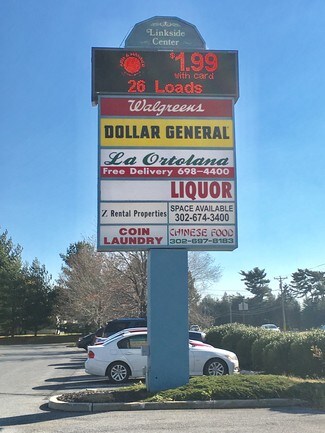 Linkside
Center
$1.99
with card
26 Loads
Walgreens
DOLLAR GENERAL
La Ortolana
Free Delivery 698-4400
LIQUOR
Z Rental Properties
SPACE AVAILABLE
302-674-3400
COIN
LAUNDRY
CHINESE FOOD
302-697-8183